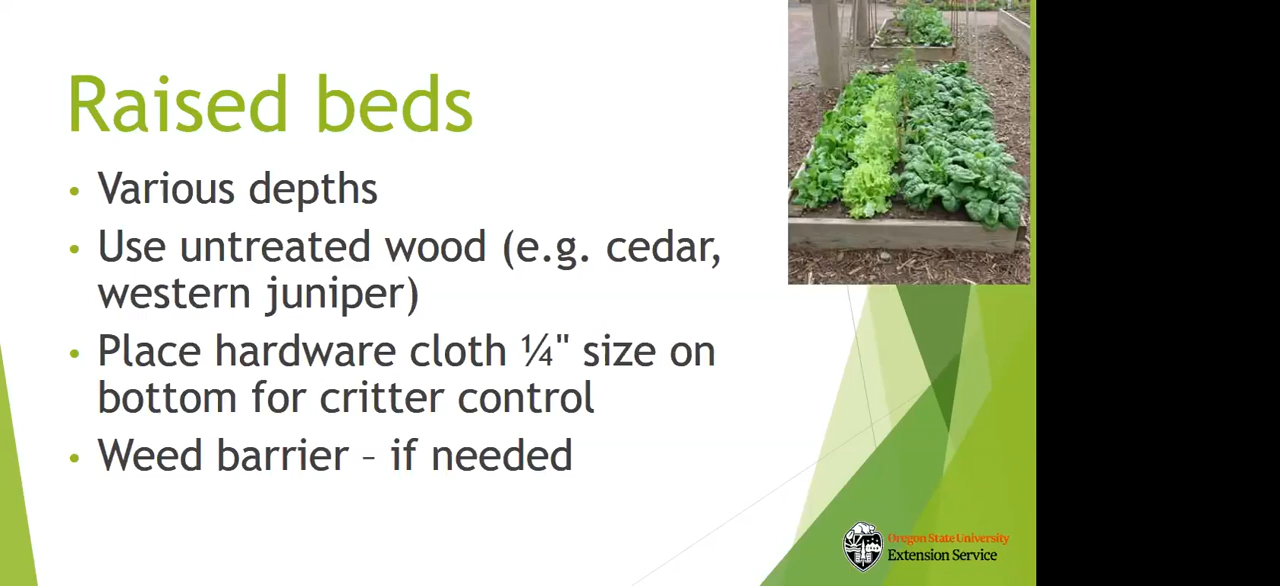 Raised beds
• Various depths
• Use untreated wood (e.g. cedar,
western juniper)
• Place hardware cloth ¼" size on
bottom for critter control
• Weed barrier – if needed
Oregon State University
Extension Service